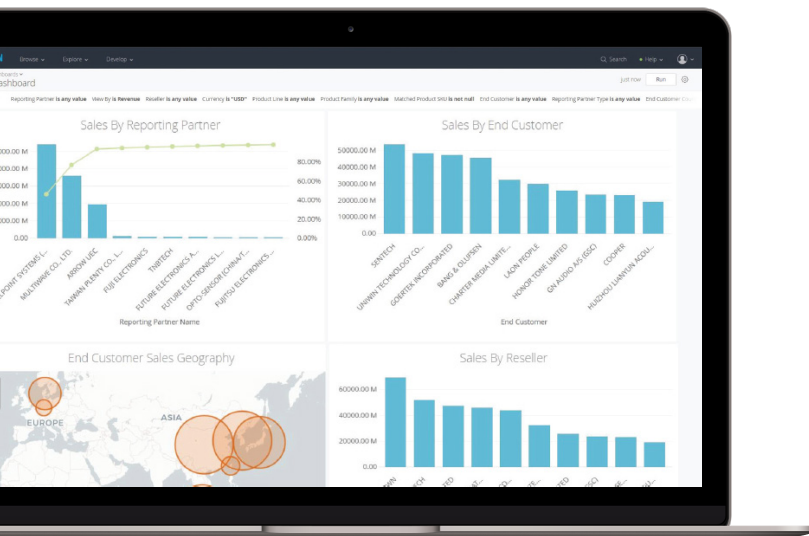 Browse Explore Develop Search Help
just now Run
Reporting Partner is any value View By is Revenue Reseller is any value Currency is "USD" Product Line is any value Product Family is any value Matched Product SKU is not null End Customer is any value Reporting Partner Type is any value End Customer
Sales By Reporting Partner
80.00%
60.00%
40.00%
20.00%
0.00
0.00%
MULTIWAVE CO., LTD.
ARROW UEC
TAIWAN PLENTY CO., L...
FUJI ELECTRONICS
TNBTECH
FUTURE ELECTRONICS A...
FUTURE ELECTRONICS L...
OPTO-SENSOR (CHINA/T...
FUJITSU ELECTRONICS ...
Reporting Partner Name
Sales By End Customer
50000.00 M
40000.00 M
30000.00 M
20000.00 M
10000.00 M
0.00
SENTECH
UNIWIN TECHNOLOGY CO...
GOERTEK INCORPORATED
BANG & OLUFSEN
CHARTER MEDIA LIMITE...
LAON PEOPLE
HONOR TONE LIMITED
GN AUDIO A/S (SSC)
COOPER
HUIZHOU LIANYUN ACOU...
End Customer
End Customer Sales Geography
EUROPE
ASIA
Sales By Reseller
60000.00 M
40000.00 M
20000.00 M
0.00